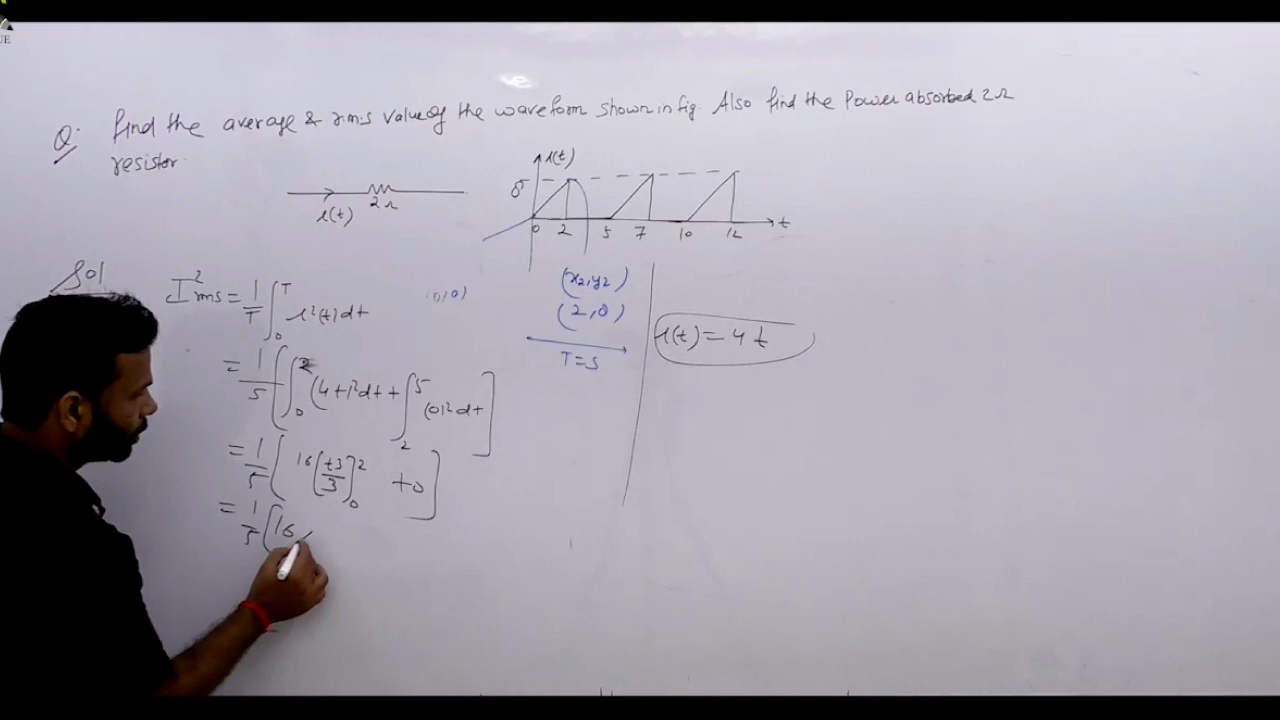 UE
Q: find the average & r.m.s value of the waveform shown in fig. Also find the Power absorbed 2Ω
resistor
i(t)
8
0 2 5 7 10 12 t
i(t) 2Ω
Sol
I²rms = 1/T ∫₀ᵀ i²(t)dt
(0,0)
(x2,y2)
(2,8)
T=5
i(t) = 4t
= 1/5 [∫₀² (4t)²dt + ∫₂⁵ (0)² dt]
= 1/5 [16 [t3/3]₀² + 0]
= 1/5 [16